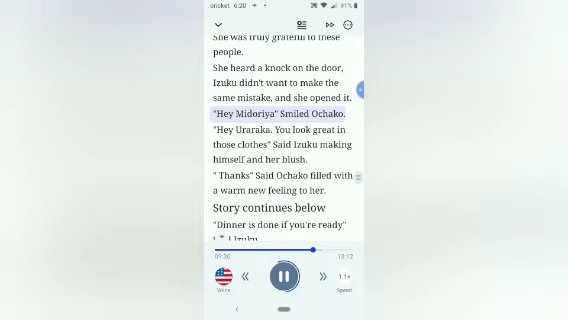 cricket 6:20
91%
She was truly grateful to these
people.
She heard a knock on the door,
Izuku didn't want to make the
same mistake, and she opened it.
"Hey Midoriya" Smiled Ochako.
"Hey Uraraka. You look great in
those clothes" Said Izuku making
himself and her blush.
" Thanks" Said Ochako filled with
a warm new feeling to her.
Story continues below
"Dinner is done if you're ready"
Izuku
09:30
13:12
1.1×
Voice
Speed